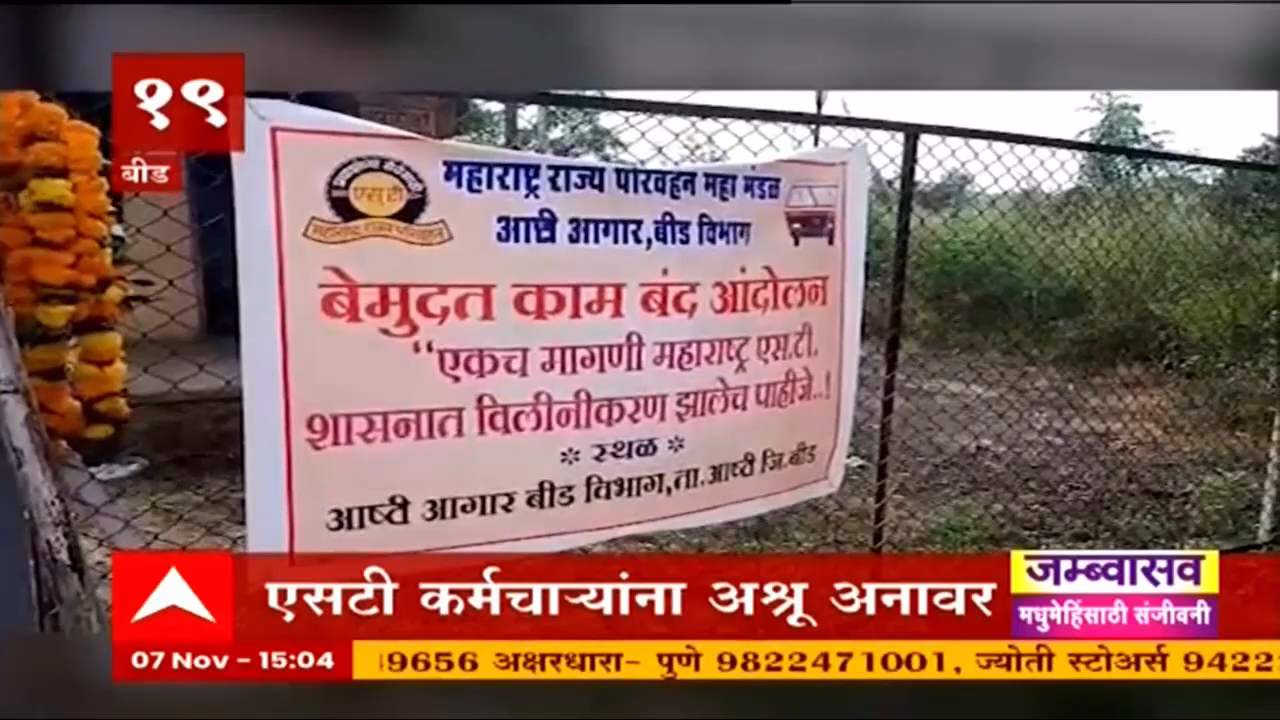 १९
बीड
एस.टी
महाराष्ट्र राज्य परिवहन महा मंडळ
आष्टी आगार,बीड विभाग
बेमुदत काम बंद आंदोलन
“एकच मागणी महाराष्ट्र एस.टी.
शासनात विलीनीकरण झालेच पाहीजे..!
* स्थळ *
आष्टी आगार बीड विभाग,ता.आष्टी जि.बीड
एसटी कर्मचाऱ्यांना अश्रू अनावर
जम्ब्वासव
मधुमेहिंसाठी संजीवनी
07 Nov - 15:04
9656 अक्षरधारा- पुणे 9822471001, ज्योती स्टोअर्स 9422